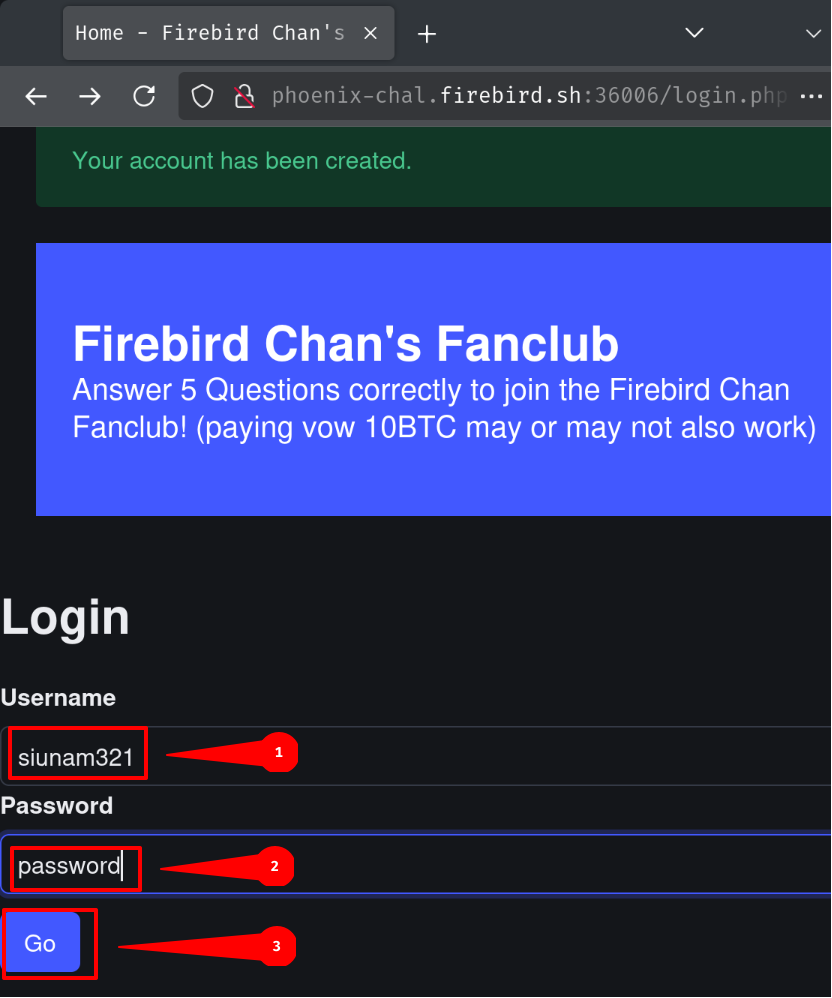 Home - Firebird Chan's
phoenix-chal.firebird.sh:36006/login.php
Your account has been created.
Firebird Chan's Fanclub
Answer 5 Questions correctly to join the Firebird Chan
Fanclub! (paying vow 10BTC may or may not also work)
Login
Username
siunam321
1
Password
password
2
Go
3